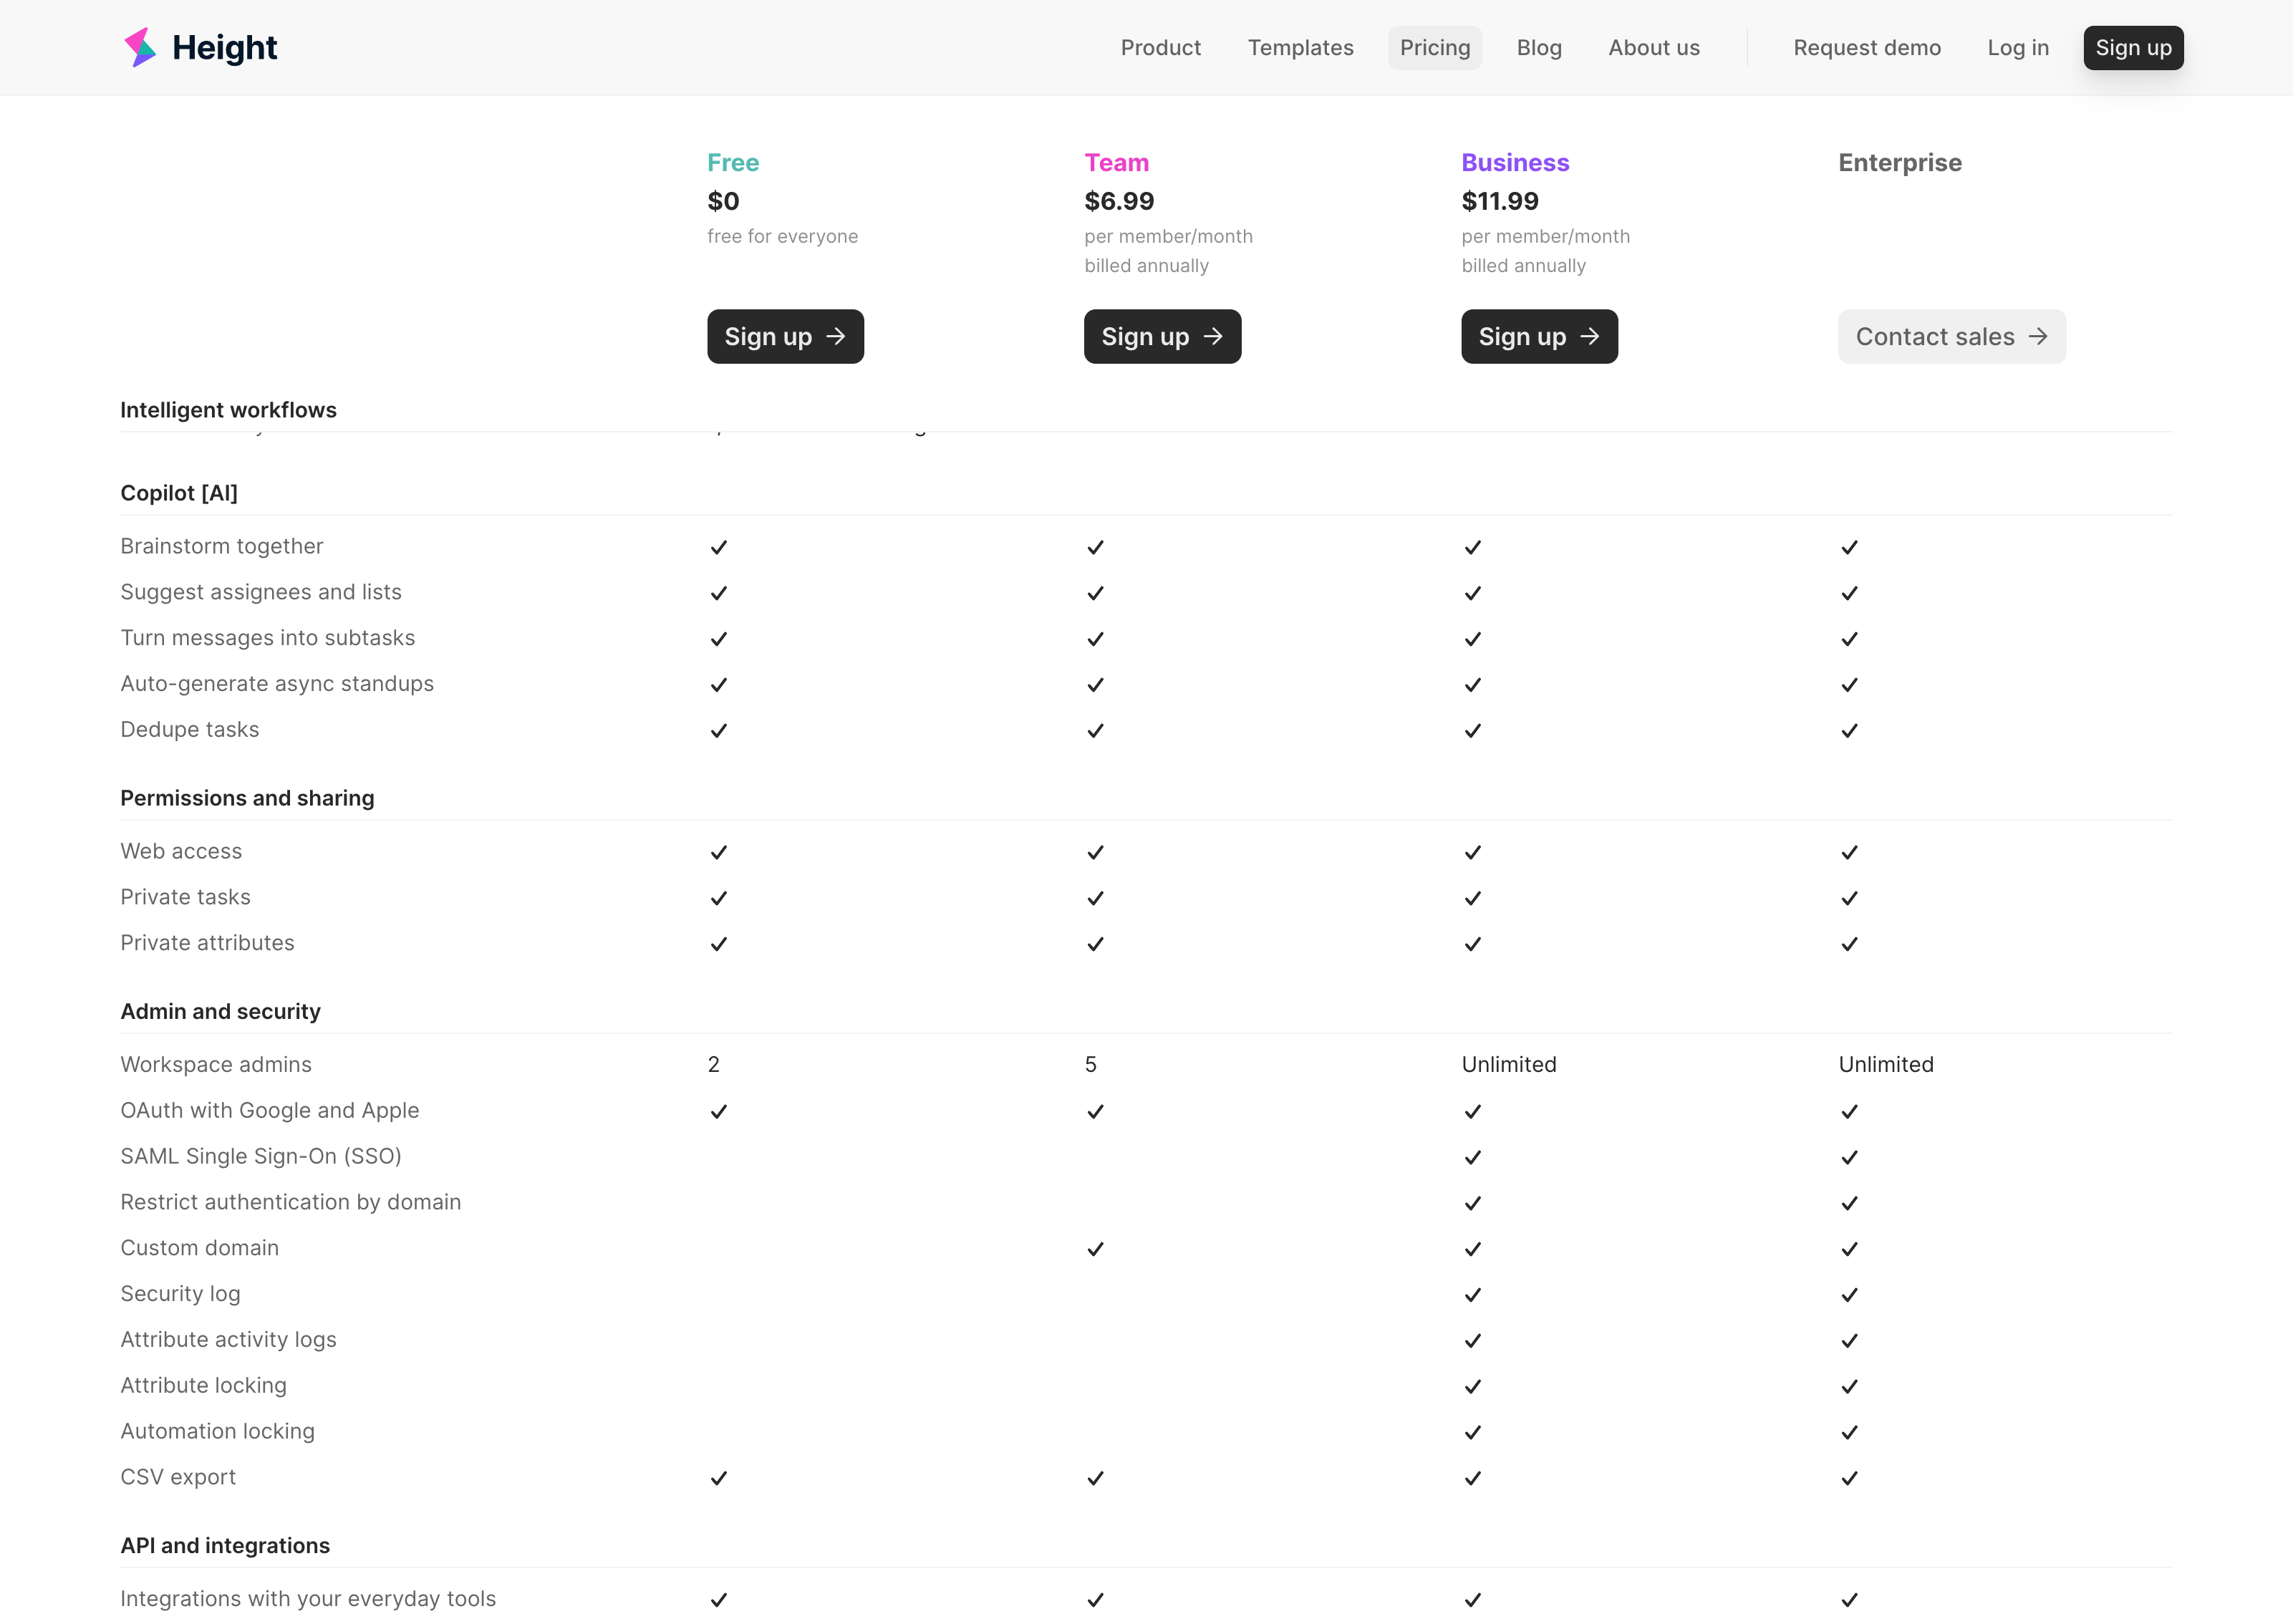 Height
Product Templates Pricing Blog About us Request demo Log in Sign up
Free Team Business Enterprise
$0 $6.99 $11.99
free for everyone per member/month per member/month
billed annually billed annually
Sign up → Sign up → Sign up → Contact sales →
Intelligent workflows
Copilot [AI]
Brainstorm together ✓ ✓ ✓ ✓
Suggest assignees and lists ✓ ✓ ✓ ✓
Turn messages into subtasks ✓ ✓ ✓ ✓
Auto-generate async standups ✓ ✓ ✓ ✓
Dedupe tasks ✓ ✓ ✓ ✓
Permissions and sharing
Web access ✓ ✓ ✓ ✓
Private tasks ✓ ✓ ✓ ✓
Private attributes ✓ ✓ ✓ ✓
Admin and security
Workspace admins 2 5 Unlimited Unlimited
OAuth with Google and Apple ✓ ✓ ✓ ✓
SAML Single Sign-On (SSO) ✓ ✓
Restrict authentication by domain ✓ ✓
Custom domain ✓ ✓ ✓
Security log ✓ ✓
Attribute activity logs ✓ ✓
Attribute locking ✓ ✓
Automation locking ✓ ✓
CSV export ✓ ✓ ✓ ✓
API and integrations
Integrations with your everyday tools ✓ ✓ ✓ ✓